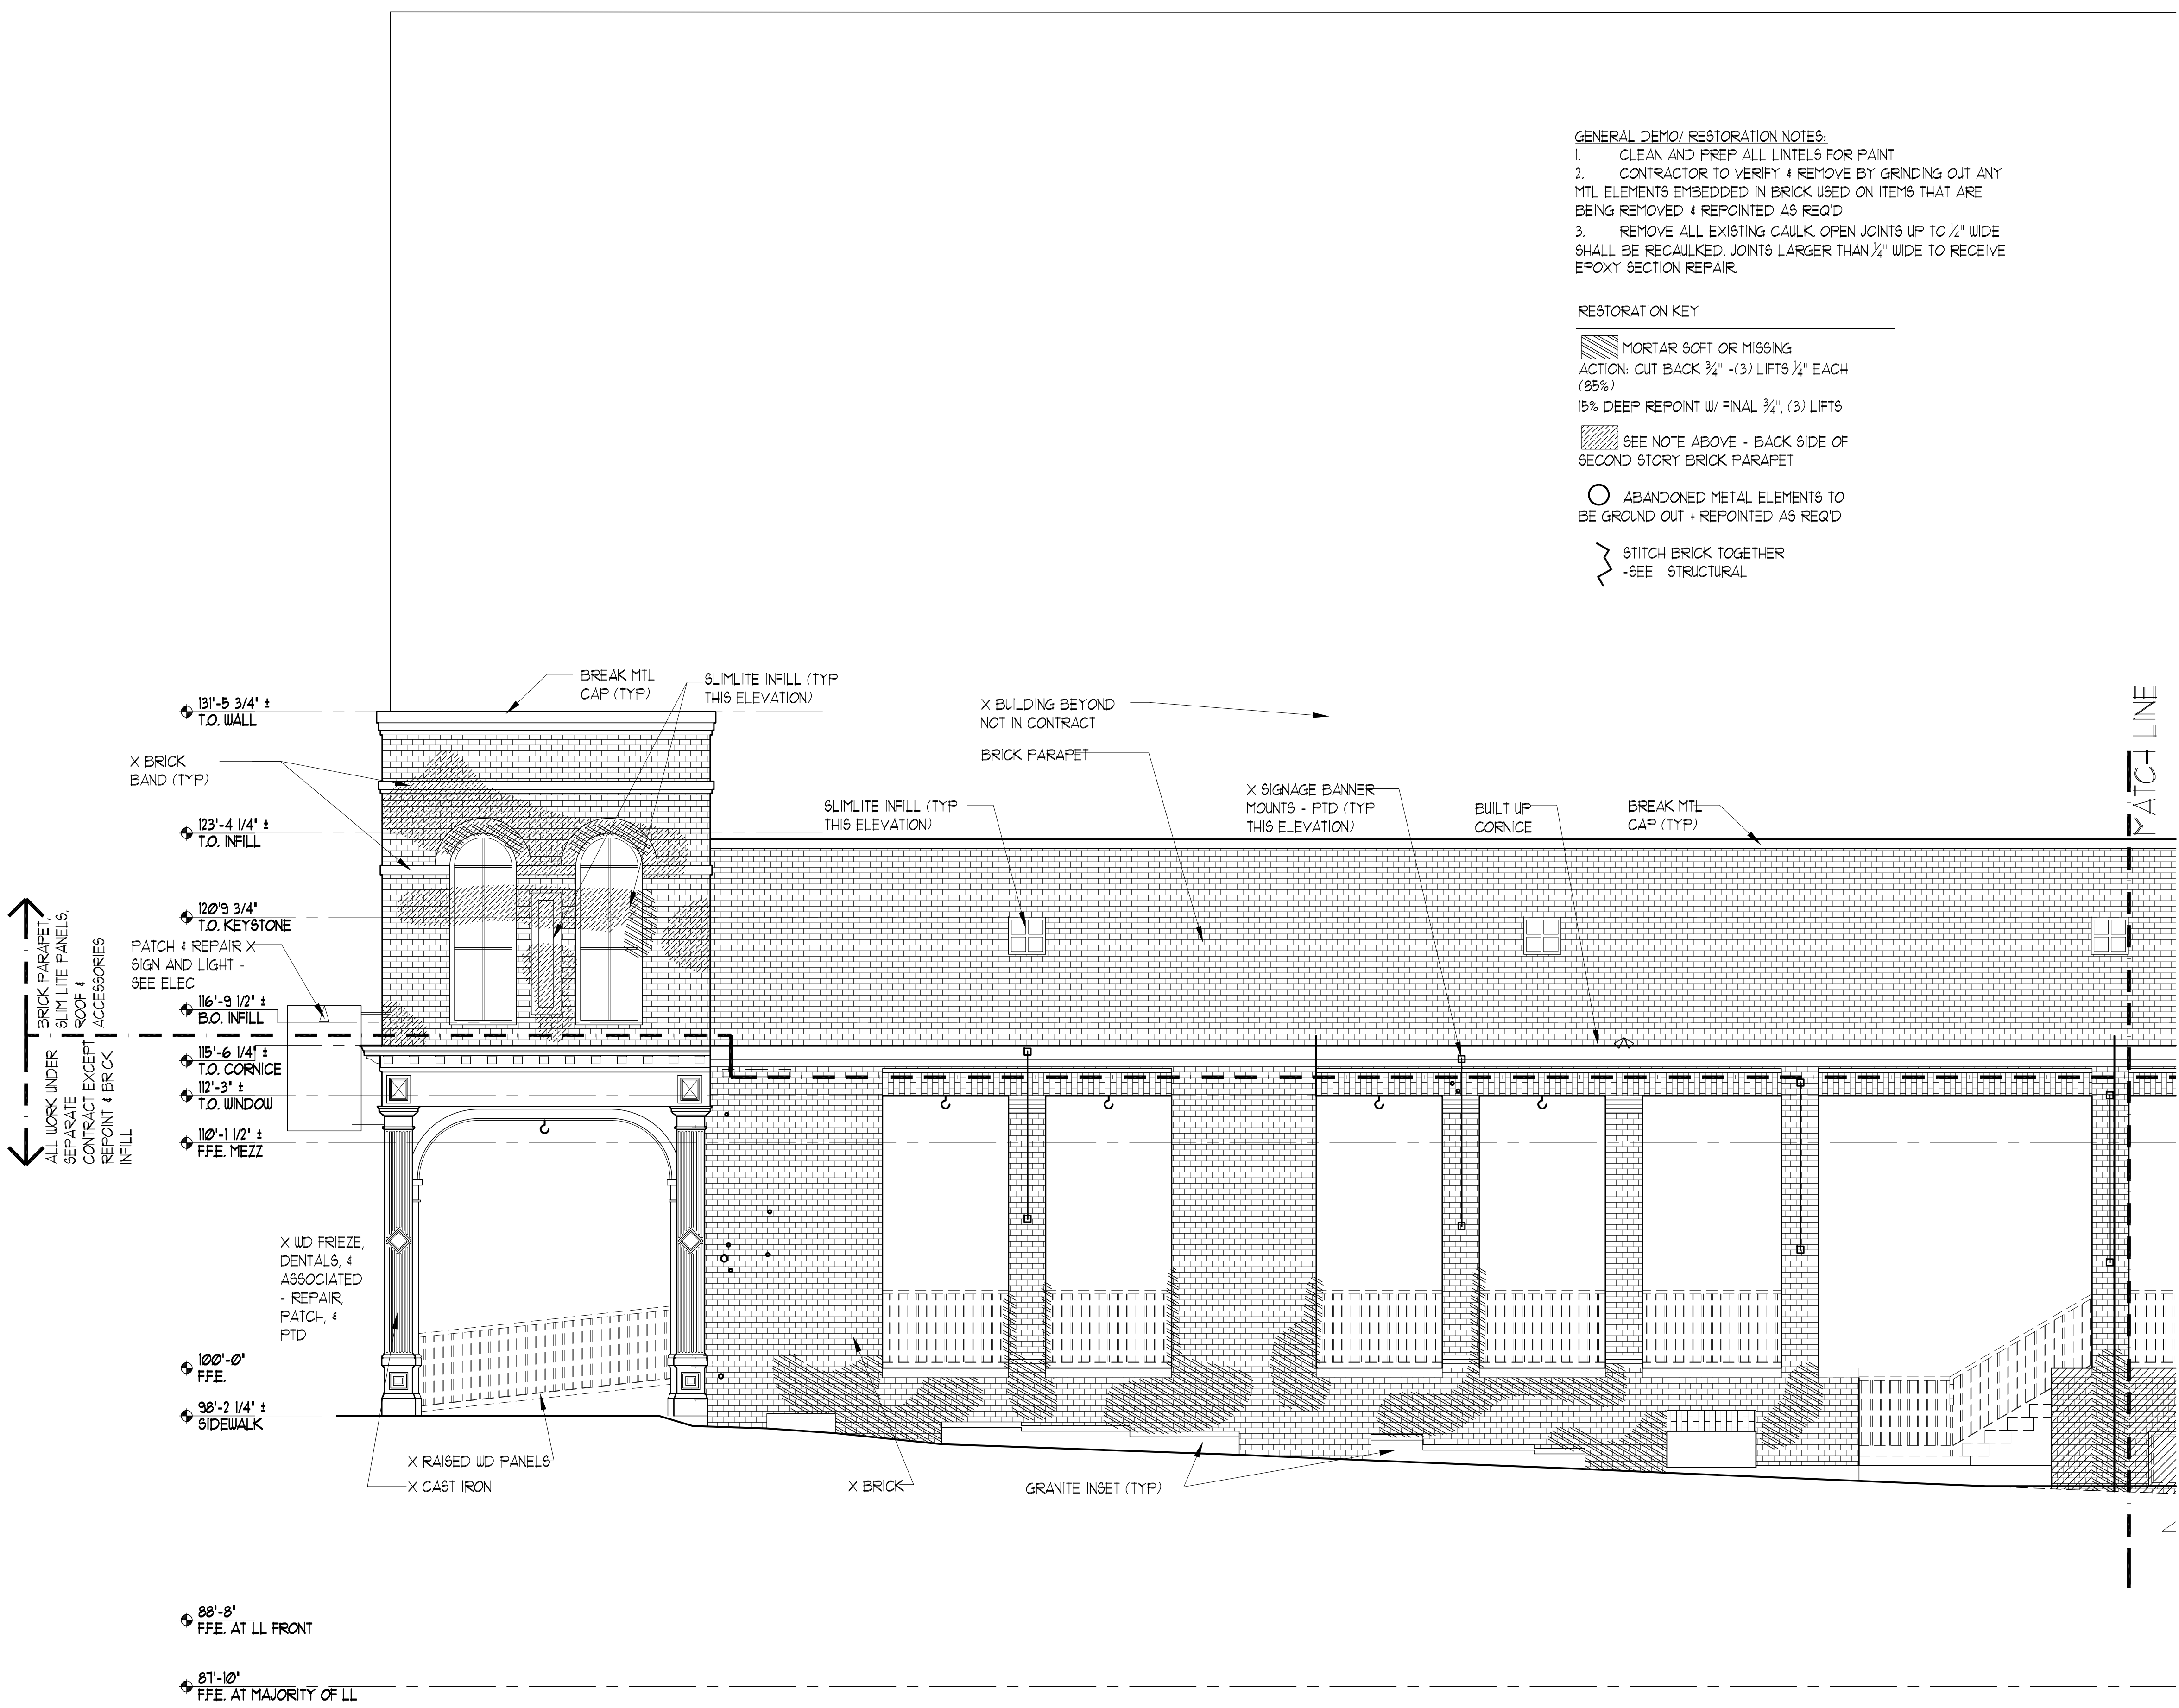 GENERAL DEMO/ RESTORATION NOTES:
1. CLEAN AND PREP ALL LINTELS FOR PAINT
2. CONTRACTOR TO VERIFY & REMOVE BY GRINDING OUT ANY
MTL ELEMENTS EMBEDDED IN BRICK USED ON ITEMS THAT ARE
BEING REMOVED & REPOINTED AS REQ'D
3. REMOVE ALL EXISTING CAULK. OPEN JOINTS UP TO 1/4" WIDE
SHALL BE RECAULKED. JOINTS LARGER THAN 1/4" WIDE TO RECEIVE
EPOXY SECTION REPAIR.
RESTORATION KEY
MORTAR SOFT OR MISSING
ACTION: CUT BACK 3/4" -(3) LIFTS 1/4" EACH
(85%)
15% DEEP REPOINT W/ FINAL 3/4", (3) LIFTS
SEE NOTE ABOVE - BACK SIDE OF
SECOND STORY BRICK PARAPET
ABANDONED METAL ELEMENTS TO
BE GROUND OUT + REPOINTED AS REQ'D
STITCH BRICK TOGETHER
-SEE STRUCTURAL
BREAK MTL
CAP (TYP)
SLIMLITE INFILL (TYP
THIS ELEVATION)
X BUILDING BEYOND
NOT IN CONTRACT
BRICK PARAPET
MATCH LINE
131'-5 3/4" ±
T.O. WALL
X BRICK
BAND (TYP)
SLIMLITE INFILL (TYP
THIS ELEVATION)
X SIGNAGE BANNER
MOUNTS - PTD (TYP
THIS ELEVATION)
BUILT UP
CORNICE
BREAK MTL
CAP (TYP)
123'-4 1/4" ±
T.O. INFILL
120'9 3/4"
T.O. KEYSTONE
PATCH & REPAIR X
SIGN AND LIGHT -
SEE ELEC
BRICK PARAPET,
SLIM LITE PANELS,
ROOF &
ACCESSORIES
116'-9 1/2" ±
B.O. INFILL
115'-6 1/4" ±
T.O. CORNICE
112'-3" ±
T.O. WINDOW
110'-1 1/2" ±
F.F.E. MEZZ
ALL WORK UNDER
SEPARATE
CONTRACT EXCEPT
REPOINT & BRICK
INFILL
X WD FRIEZE,
DENTALS, &
ASSOCIATED
- REPAIR,
PATCH, &
PTD
100'-0"
F.F.E.
98'-2 1/4" ±
SIDEWALK
X RAISED WD PANELS
X CAST IRON
X BRICK
GRANITE INSET (TYP)
88'-8"
F.F.E. AT LL FRONT
87'-10"
F.F.E. AT MAJORITY OF LL